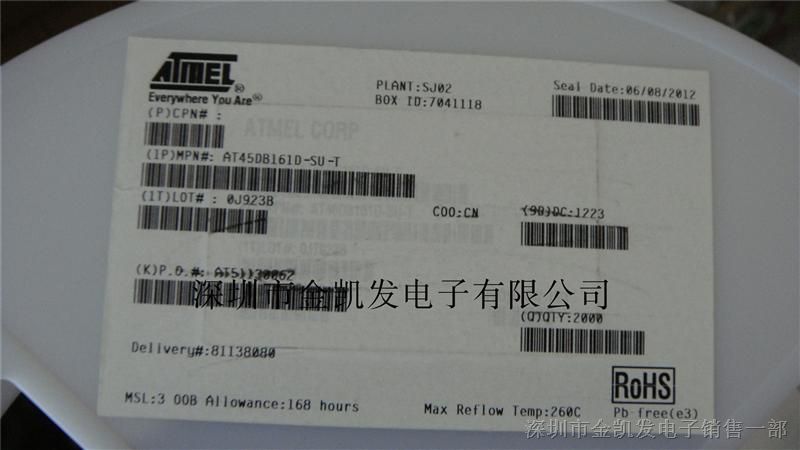 ATMEL®
Everywhere You Are®
PLANT:SJ02
BOX ID:7041118
Seal Date:06/08/2012
(P)CPN# :
ATMEL CORP
(1P)MPN#: AT45DB161D-SU-T
(1T)LOT# : 0J923B
COO:CN
(9D)DC:1223
(K)P.O.#: AT51130062
深圳市金凯发电子有限公司
(Q)QTY:2000
Delivery#:81138080
RoHS
MSL:3 OOB Allowance:168 hours
Max Reflow Temp:260C
Pb-free(e3)
深圳市金凯发电子销售一部